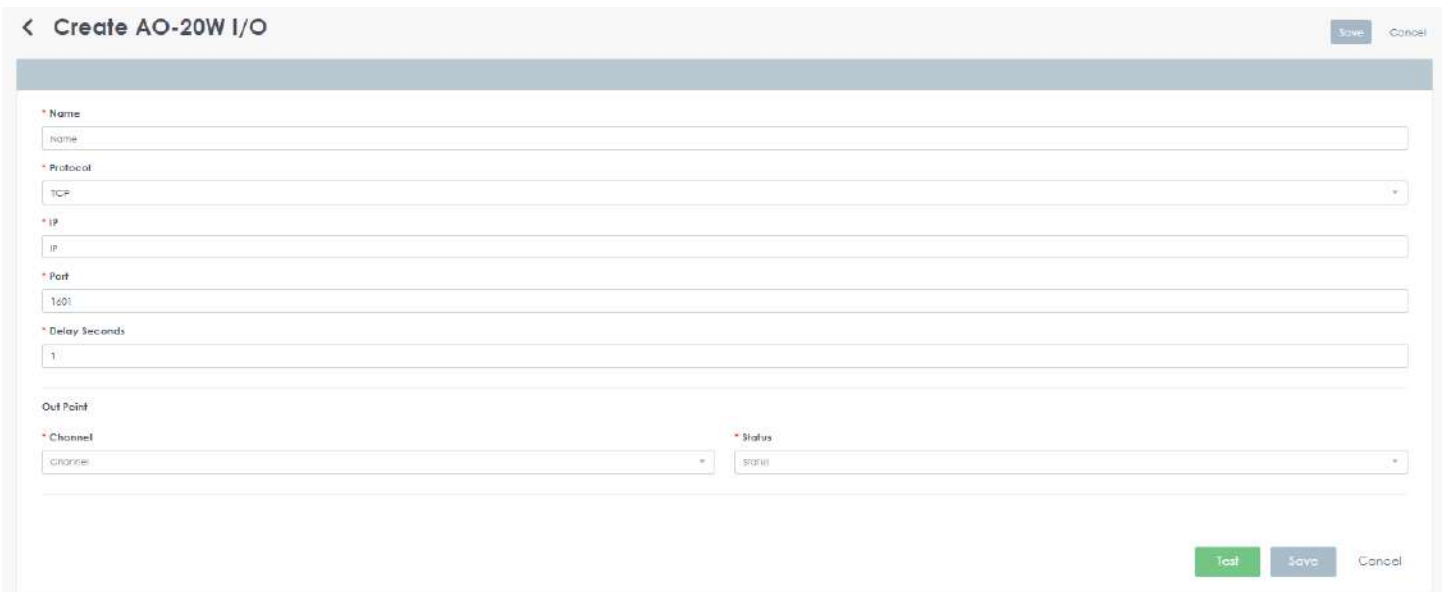 Create AO-20W I/O
Save Cancel
* Name
Name
* Protocol
TCP
* IP
IP
* Port
1601
* Delay Seconds
1
Out Point
* Channel * Status
Channel Status
Test Save Cancel